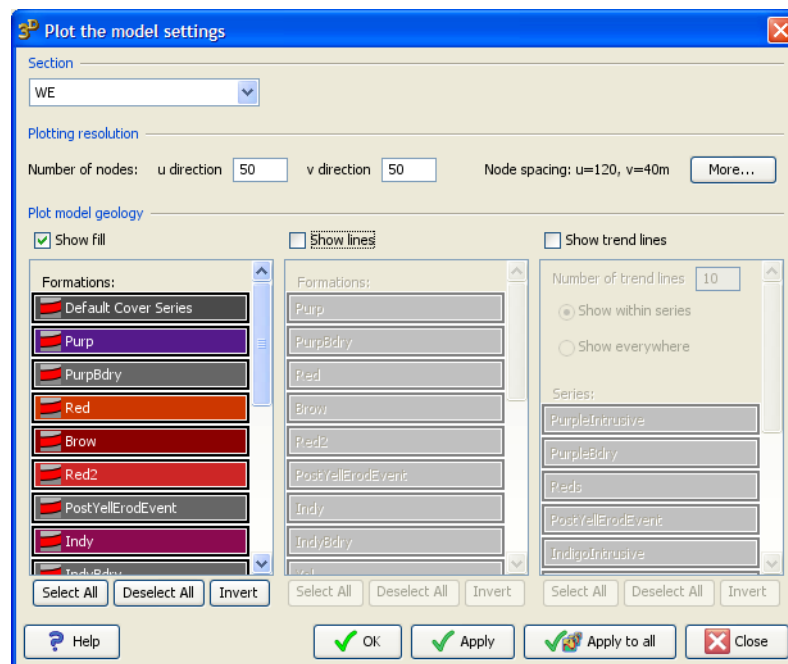 3D Plot the model settings
Section
WE
Plotting resolution
Number of nodes: u direction 50 v direction 50 Node spacing: u=120, v=40m More...
Plot model geology
Show fill
Formations:
Default Cover Series
Purp
PurpBdry
Red
Brow
Red2
PostYellErodEvent
Indy
IndyBdry
Select All Deselect All Invert
Show lines
Formations:
Purp
PurpBdry
Red
Brow
Red2
PostYellErodEvent
Indy
IndyBdry
Yel
Select All Deselect All Invert
Show trend lines
Number of trend lines 10
Show within series
Show everywhere
Series:
PurpleIntrusive
PurpleBdry
Reds
PostYellErodEvent
IndigoIntrusive
Select All Deselect All Invert
Help OK Apply Apply to all Close